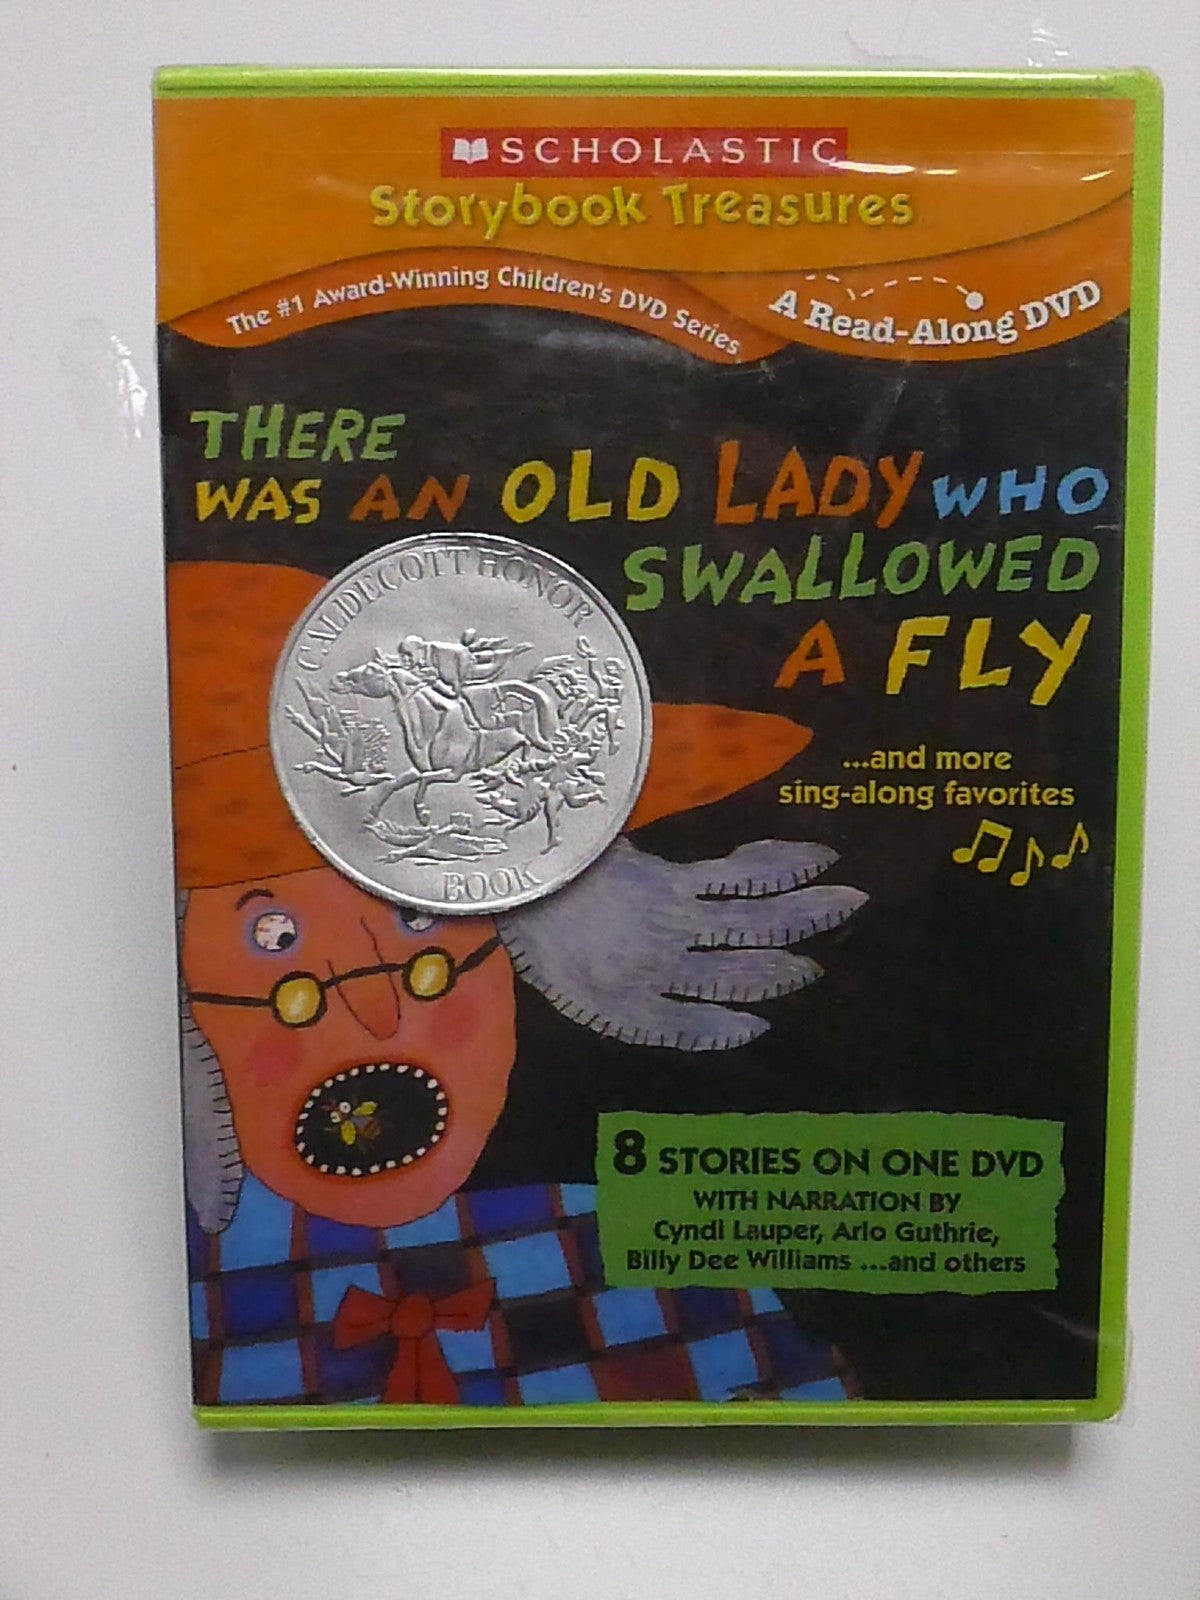 SCHOLASTIC
Storybook Treasures
The #1 Award-Winning Children's DVD Series
A Read-Along DVD
THERE
WAS AN OLD LADY WHO
SWALLOWED
A FLY
CALDECOTT HONOR
BOOK
...and more
sing-along favorites
8 STORIES ON ONE DVD
WITH NARRATION BY
Cyndi Lauper, Arlo Guthrie,
Billy Dee Williams ...and others